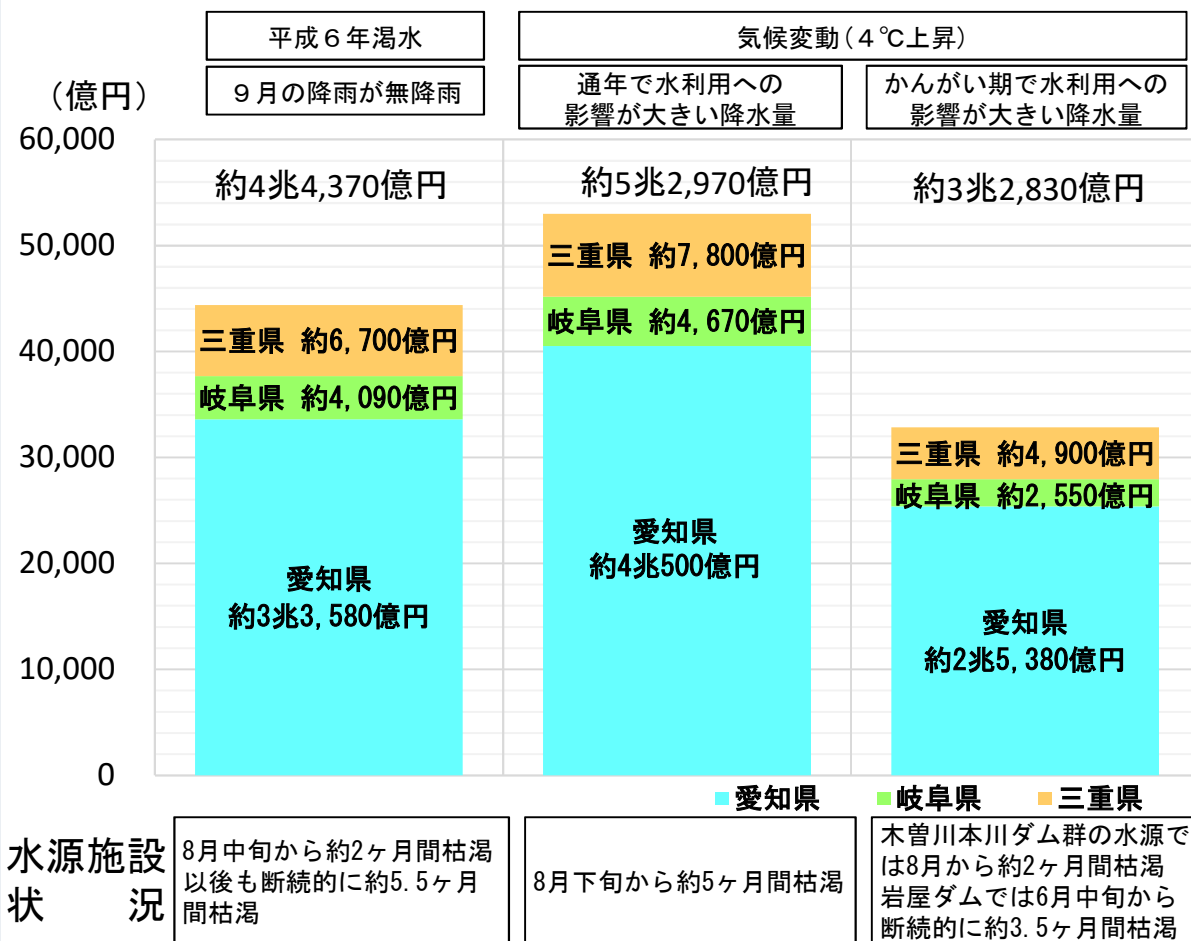 平成６年渇水
気候変動(４℃上昇)
（億円）
９月の降雨が無降雨
通年で水利用への
影響が大きい降水量
かんがい期で水利用への
影響が大きい降水量
60,000
50,000
40,000
30,000
20,000
10,000
0
約4兆4,370億円
三重県 約6,700億円
岐阜県 約4,090億円
愛知県
約3兆3,580億円
約5兆2,970億円
三重県 約7,800億円
岐阜県 約4,670億円
愛知県
約4兆500億円
約3兆2,830億円
三重県 約4,900億円
岐阜県 約2,550億円
愛知県
約2兆5,380億円
愛知県 岐阜県 三重県
水源施設
状況
8月中旬から約2ヶ月間枯渇
以後も断続的に約5.5ヶ月
間枯渇
8月下旬から約5ヶ月間枯渇
木曽川本川ダム群の水源で
は8月から約2ヶ月間枯渇
岩屋ダムでは6月中旬から
断続的に約3.5ヶ月間枯渇